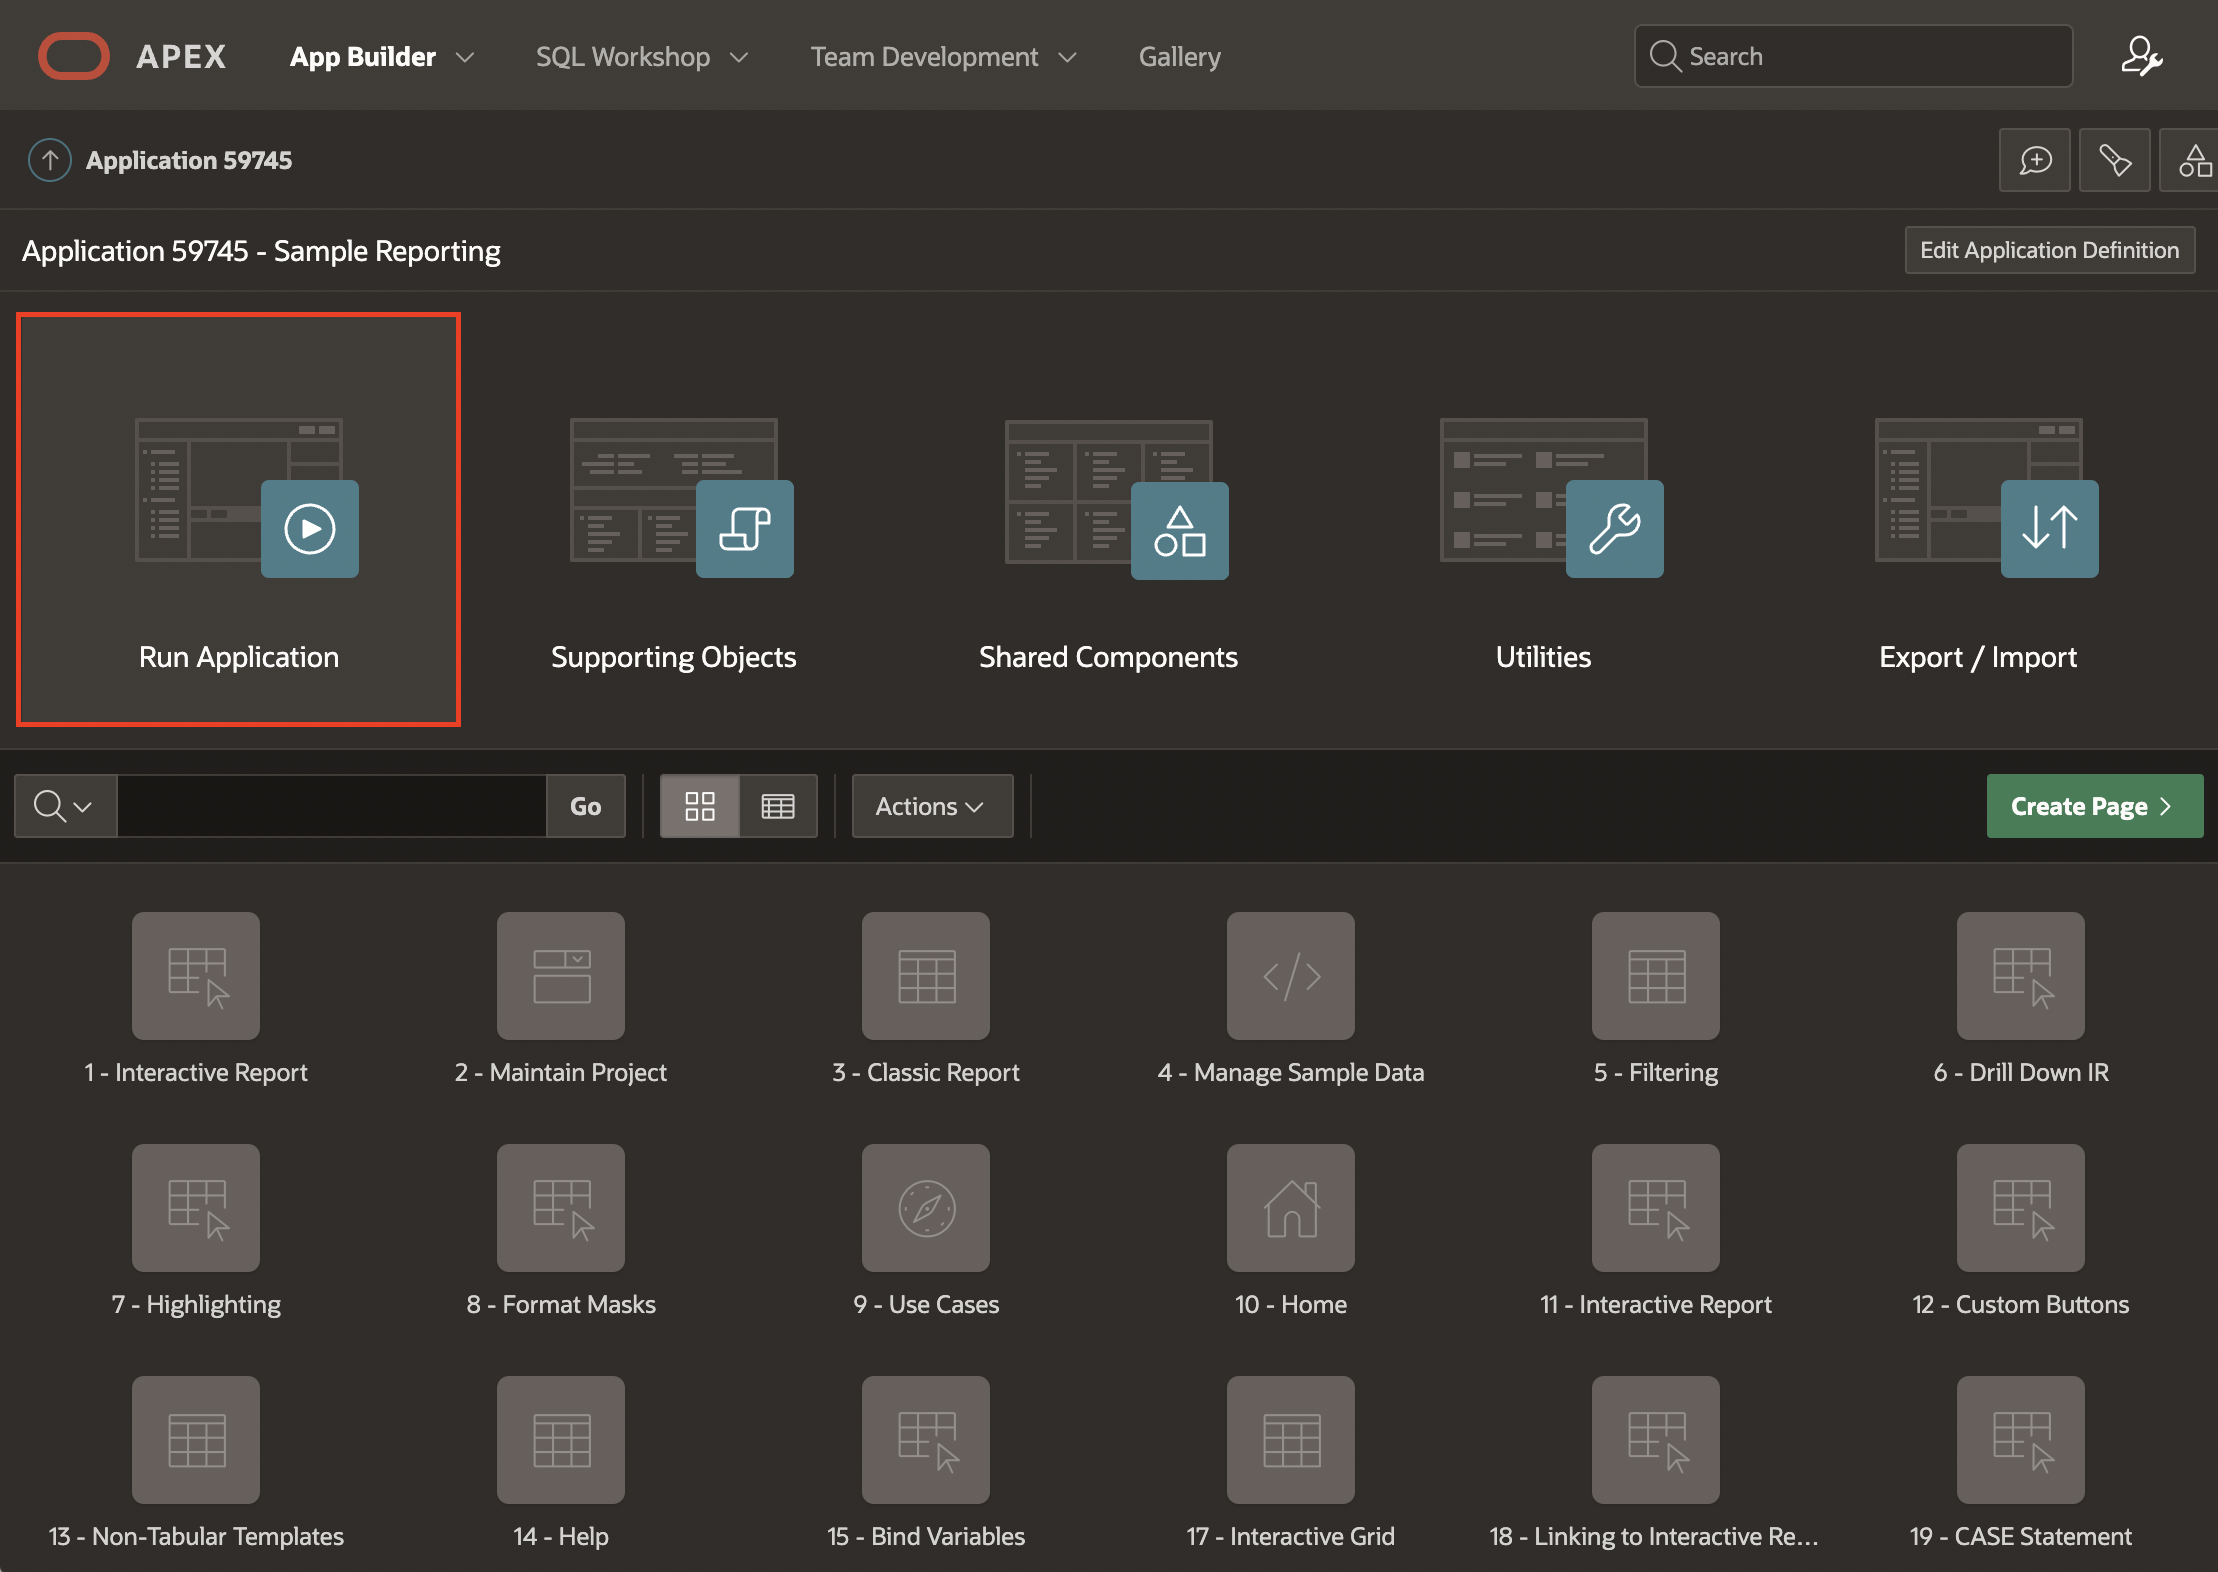 APEX App Builder SQL Workshop Team Development Gallery Search
Application 59745
Application 59745 - Sample Reporting Edit Application Definition
Run Application Supporting Objects Shared Components Utilities Export / Import
Go Actions Create Page
1 - Interactive Report 2 - Maintain Project 3 - Classic Report 4 - Manage Sample Data 5 - Filtering 6 - Drill Down IR
7 - Highlighting 8 - Format Masks 9 - Use Cases 10 - Home 11 - Interactive Report 12 - Custom Buttons
13 - Non-Tabular Templates 14 - Help 15 - Bind Variables 17 - Interactive Grid 18 - Linking to Interactive Re... 19 - CASE Statement